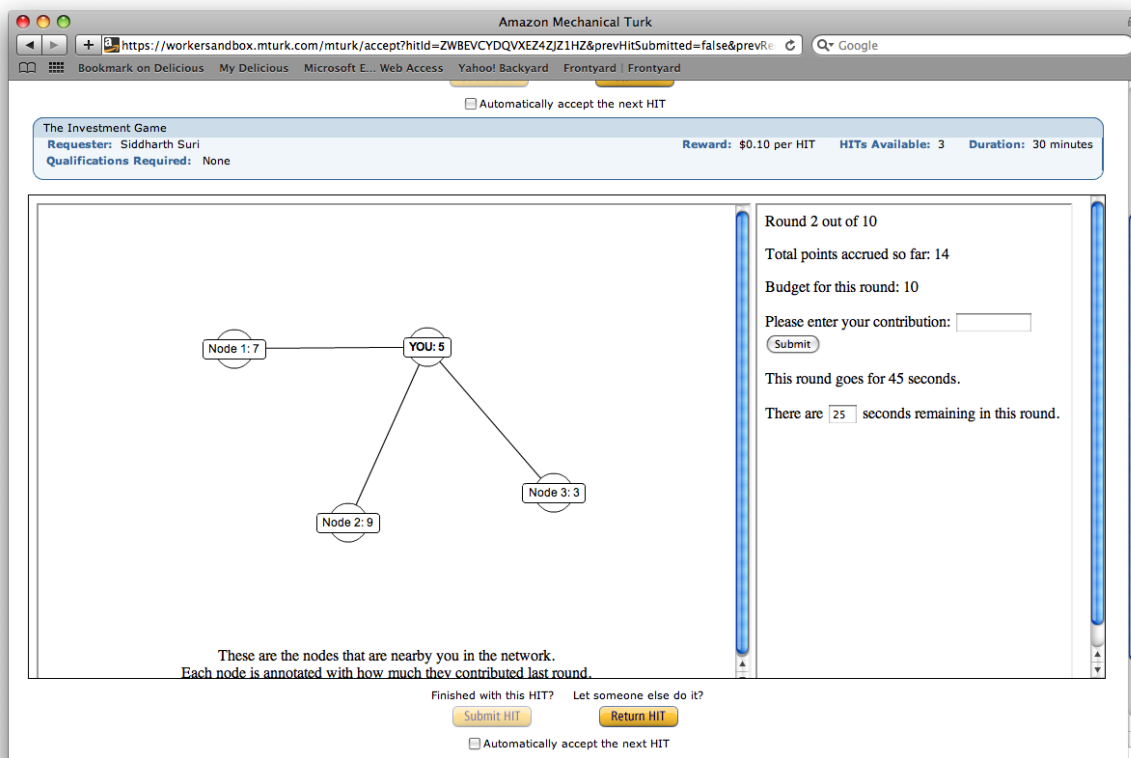 Amazon Mechanical Turk
https://workersandbox.mturk.com/mturk/accept?hitId=ZWBEVCYDQVXEZ4ZJZ1HZ&prevHitSubmitted=false&prevRe
Google
Bookmark on Delicious My Delicious Microsoft E... Web Access Yahoo! Backyard Frontyard | Frontyard
Automatically accept the next HIT
The Investment Game
Requester: Siddharth Suri Reward: $0.10 per HIT HITs Available: 3 Duration: 30 minutes
Qualifications Required: None
Round 2 out of 10
Total points accrued so far: 14
Budget for this round: 10
Please enter your contribution:
Submit
This round goes for 45 seconds.
There are 25 seconds remaining in this round.
Node 1: 7
YOU: 5
Node 3: 3
Node 2: 9
These are the nodes that are nearby you in the network.
Each node is annotated with how much they contributed last round.
Finished with this HIT? Let someone else do it?
Submit HIT Return HIT
Automatically accept the next HIT